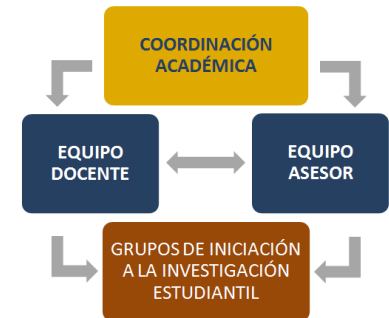 COORDINACIÓN
ACADÉMICA
EQUIPO
DOCENTE
EQUIPO
ASESOR
GRUPOS DE INICIACIÓN
A LA INVESTIGACIÓN
ESTUDIANTIL